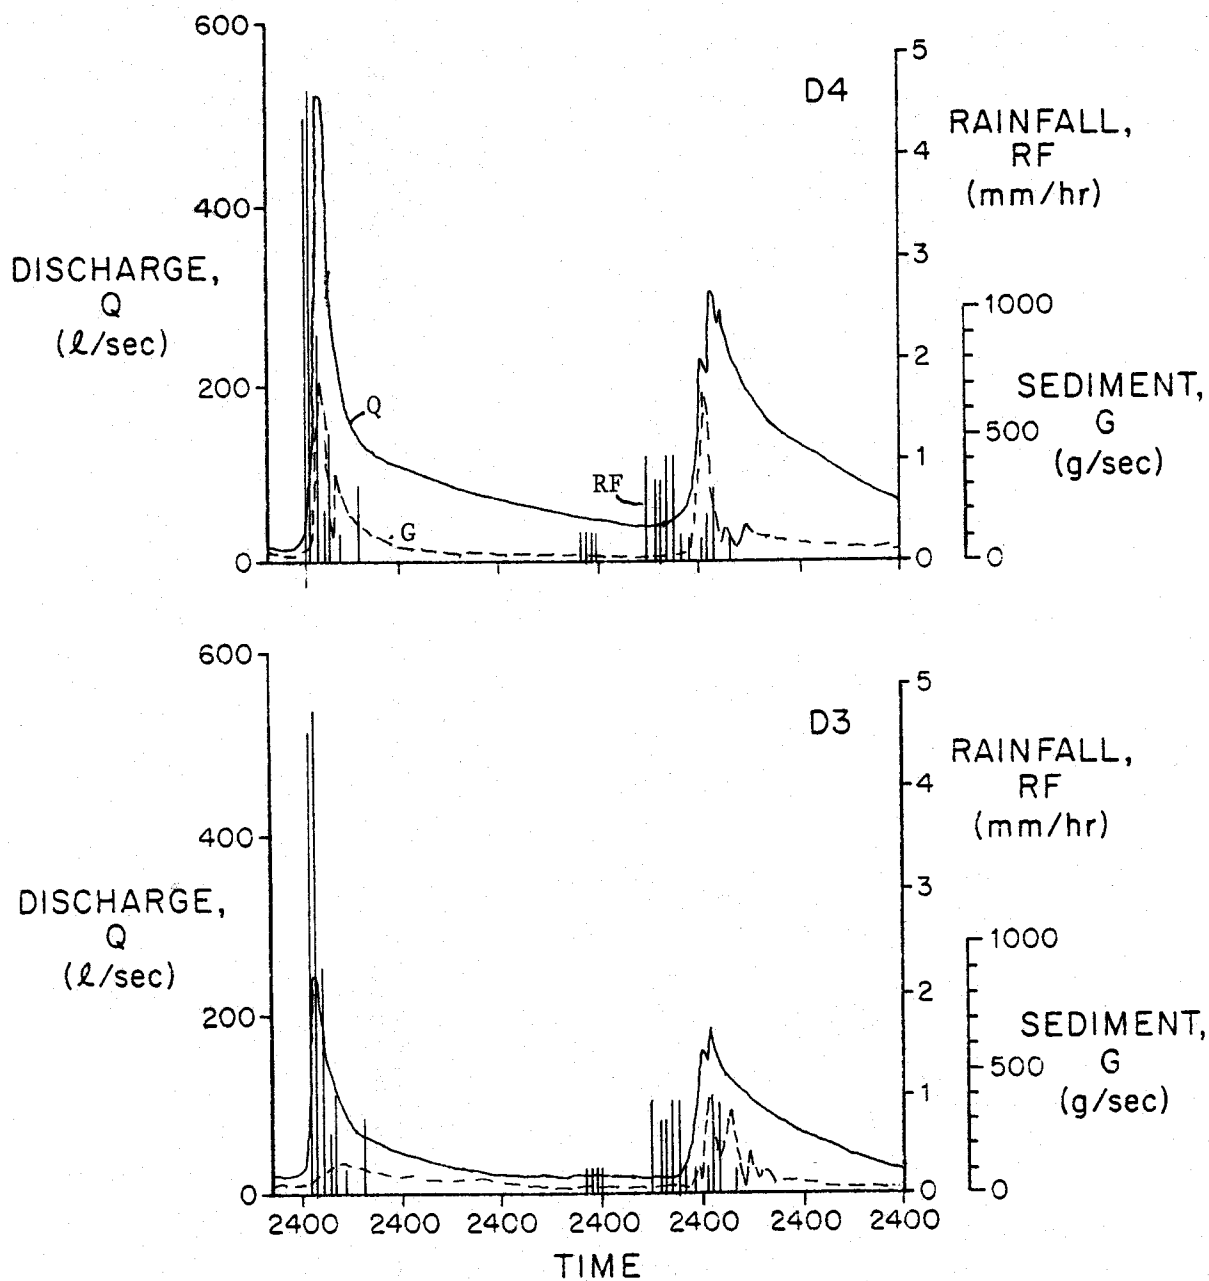 600
400
200
0
DISCHARGE,
Q
(ℓ/sec)
D4
5
4
3
2
1
0
RAINFALL,
RF
(mm/hr)
1000
500
0
SEDIMENT,
G
(g/sec)
Q
G
RF
600
400
200
0
DISCHARGE,
Q
(ℓ/sec)
D3
5
4
3
2
1
0
RAINFALL,
RF
(mm/hr)
1000
500
0
SEDIMENT,
G
(g/sec)
2400 2400 2400 2400 2400 2400 2400
TIME